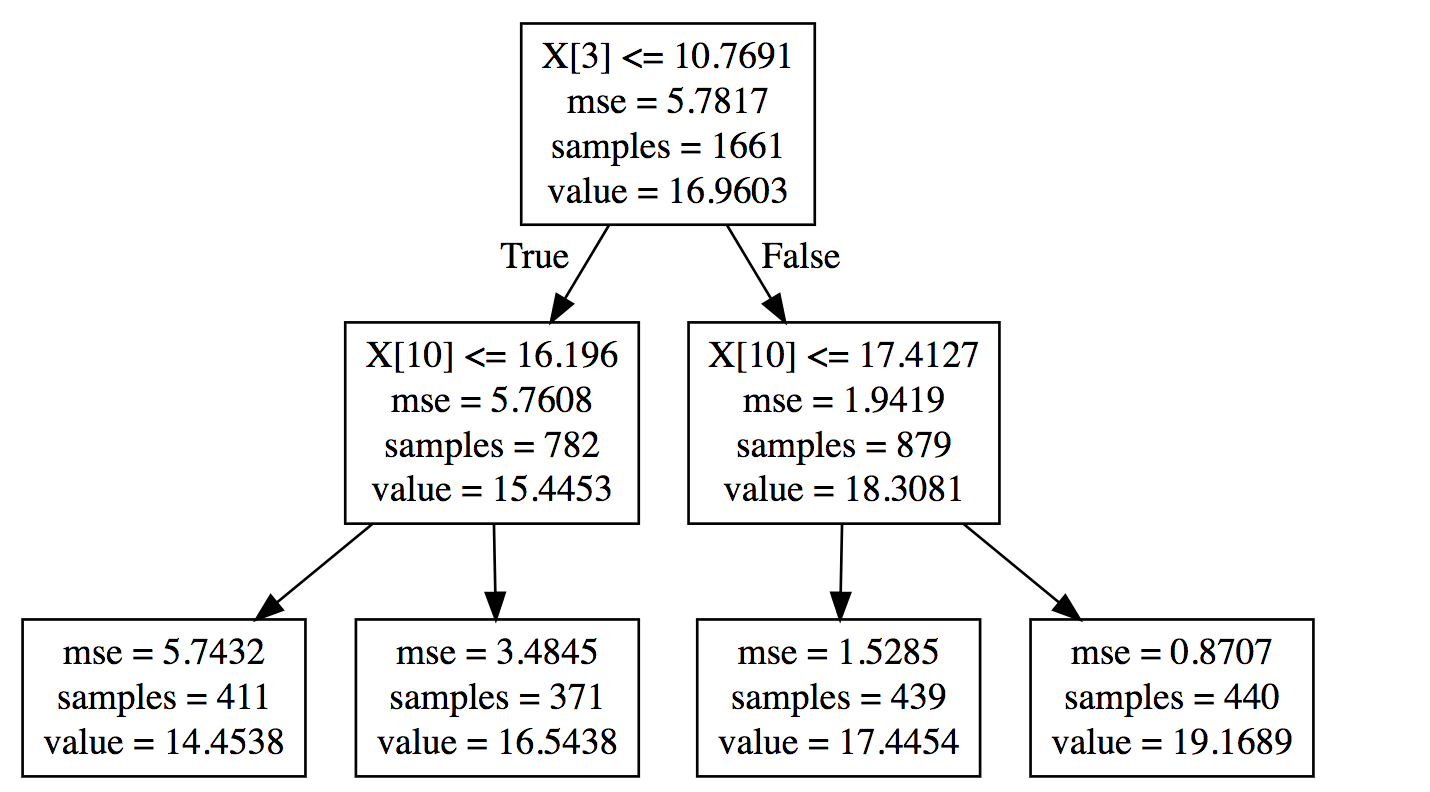 X[3] <= 10.7691
mse = 5.7817
samples = 1661
value = 16.9603
True
False
X[10] <= 16.196
mse = 5.7608
samples = 782
value = 15.4453
X[10] <= 17.4127
mse = 1.9419
samples = 879
value = 18.3081
mse = 5.7432
samples = 411
value = 14.4538
mse = 3.4845
samples = 371
value = 16.5438
mse = 1.5285
samples = 439
value = 17.4454
mse = 0.8707
samples = 440
value = 19.1689